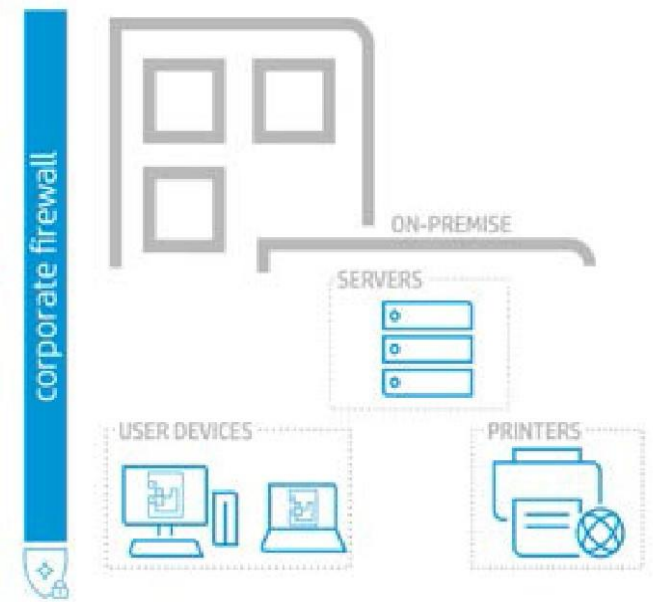 corporate firewall
ON-PREMISE
SERVERS
USER DEVICES
PRINTERS